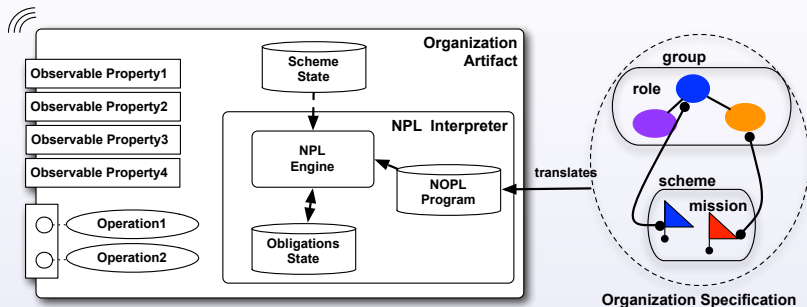 Organization
Artifact
Observable Property1
Observable Property2
Observable Property3
Observable Property4
Operation1
Operation2
Scheme
State
NPL Interpreter
NPL
Engine
NOPL
Program
Obligations
State
translates
group
role
scheme
mission
Organization Specification